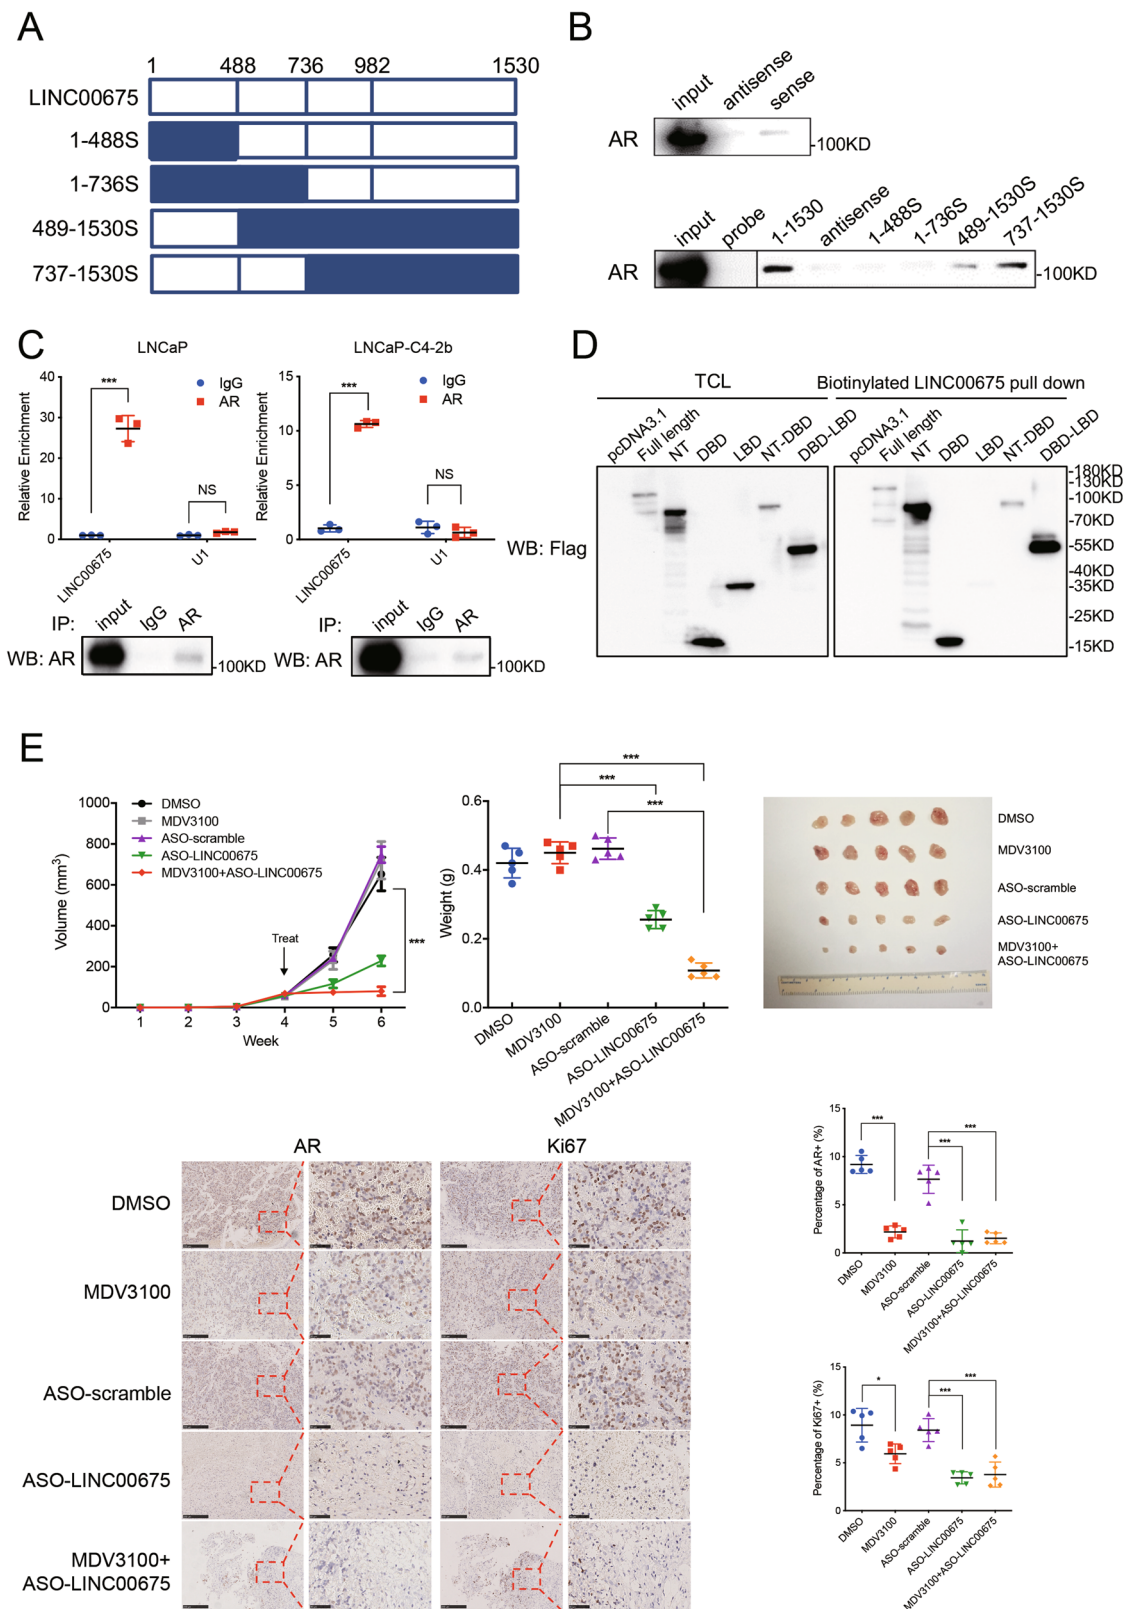 A
1 488 736 982 1530
LINC00675
1-488S
1-736S
489-1530S
737-1530S
B
input antisense sense
AR
-100KD
input probe 1-1530 antisense 1-488S 1-736S 489-1530S 737-1530S
AR
-100KD
C
LNCaP
Relative Enrichment
40
30
20
10
0
***
NS
IgG
AR
LINC00675 U1
LNCaP-C4-2b
Relative Enrichment
15
10
5
0
***
NS
IgG
AR
LINC00675 U1
IP: input IgG AR
WB: AR
-100KD
IP: input IgG AR
WB: AR
-100KD
D
TCL
Biotinylated LINC00675 pull down
pcDNA3.1 Full length NT DBD LBD NT-DBD DBD-LBD
pcDNA3.1 Full length NT DBD LBD NT-DBD DBD-LBD
WB: Flag
-180KD
-130KD
-100KD
-70KD
-55KD
-40KD
-35KD
-25KD
-15KD
E
Volume (mm3)
1000
800
600
400
200
0
DMSO
MDV3100
ASO-scramble
ASO-LINC00675
MDV3100+ASO-LINC00675
Treat
***
1 2 3 4 5 6
Week
Weight (g)
0.6
0.4
0.2
0.0
***
***
***
DMSO MDV3100 ASO-scramble ASO-LINC00675 MDV3100+ASO-LINC00675
DMSO
MDV3100
ASO-scramble
ASO-LINC00675
MDV3100+
ASO-LINC00675
AR Ki67
DMSO
MDV3100
ASO-scramble
ASO-LINC00675
MDV3100+
ASO-LINC00675
Percentage of AR+ (%)
15
10
5
0
***
***
***
DMSO MDV3100 ASO-scramble ASO-LINC00675 MDV3100+ASO-LINC00675
Percentage of Ki67+ (%)
15
10
5
0
*
***
***
DMSO MDV3100 ASO-scramble ASO-LINC00675 MDV3100+ASO-LINC00675